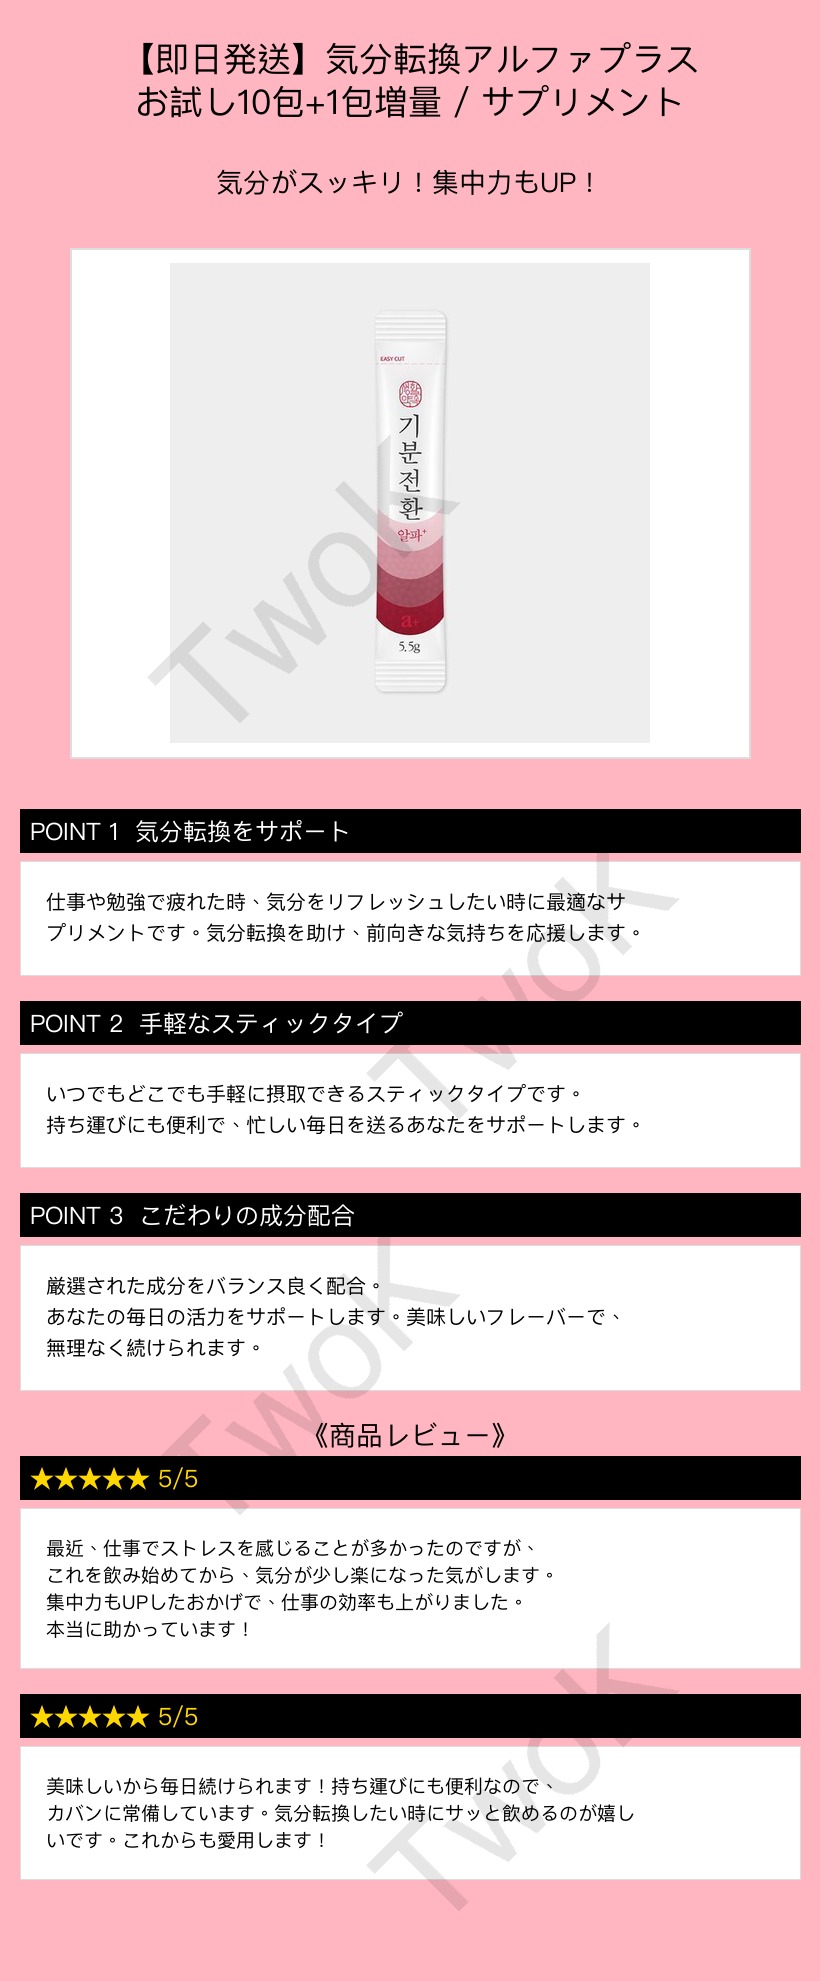 【即日発送】気分転換アルファプラス
お試し10包+1包増量 / サプリメント
気分がスッキリ！集中力もUP！
EASY CUT
기
분
전
환
알파+
a+
5.5g
TwoK
POINT 1 気分転換をサポート
仕事や勉強で疲れた時、気分をリフレッシュしたい時に最適なサ
プリメントです。気分転換を助け、前向きな気持ちを応援します。
TwoK
POINT 2 手軽なスティックタイプ
いつでもどこでも手軽に摂取できるスティックタイプです。
持ち運びにも便利で、忙しい毎日を送るあなたをサポートします。
POINT 3 こだわりの成分配合
厳選された成分をバランス良く配合。
あなたの毎日の活力をサポートします。美味しいフレーバーで、
無理なく続けられます。
TwoK
《商品レビュー》
★★★★★ 5/5
最近、仕事でストレスを感じることが多かったのですが、
これを飲み始めてから、気分が少し楽になった気がします。
集中力もUPしたおかげで、仕事の効率も上がりました。
本当に助かっています！
★★★★★ 5/5
美味しいから毎日続けられます！持ち運びにも便利なので、
カバンに常備しています。気分転換したい時にサッと飲めるのが嬉し
いです。これからも愛用します！
TwoK